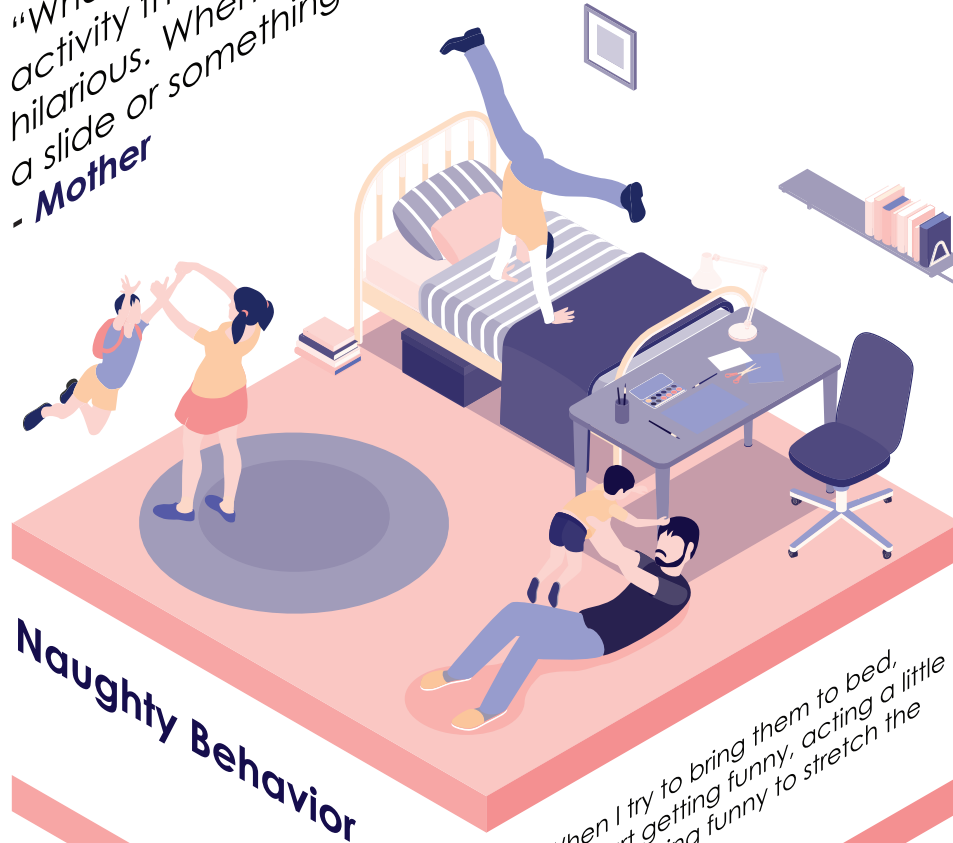 activity
hilarious. When
a slide or something
- Mother
Naughty Behavior
When I try to bring them to bed,
getting funny, acting a little
funny to stretch the